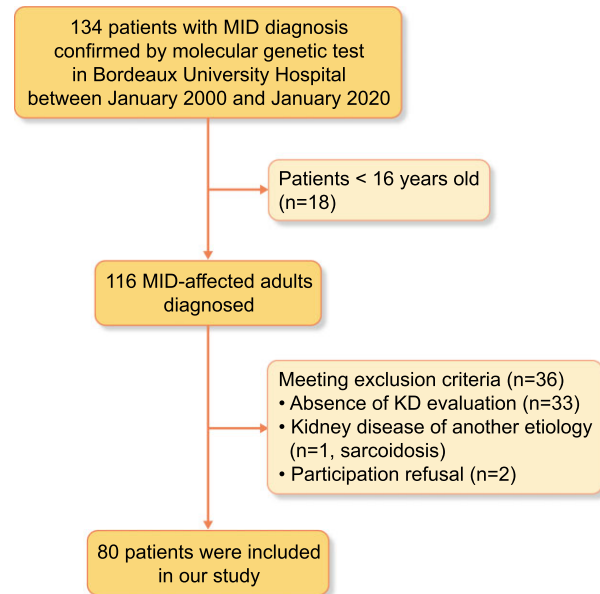 134 patients with MID diagnosis
confirmed by molecular genetic test
in Bordeaux University Hospital
between January 2000 and January 2020
Patients < 16 years old
(n=18)
116 MID-affected adults
diagnosed
Meeting exclusion criteria (n=36)
• Absence of KD evaluation (n=33)
• Kidney disease of another etiology
(n=1, sarcoidosis)
• Participation refusal (n=2)
80 patients were included
in our study